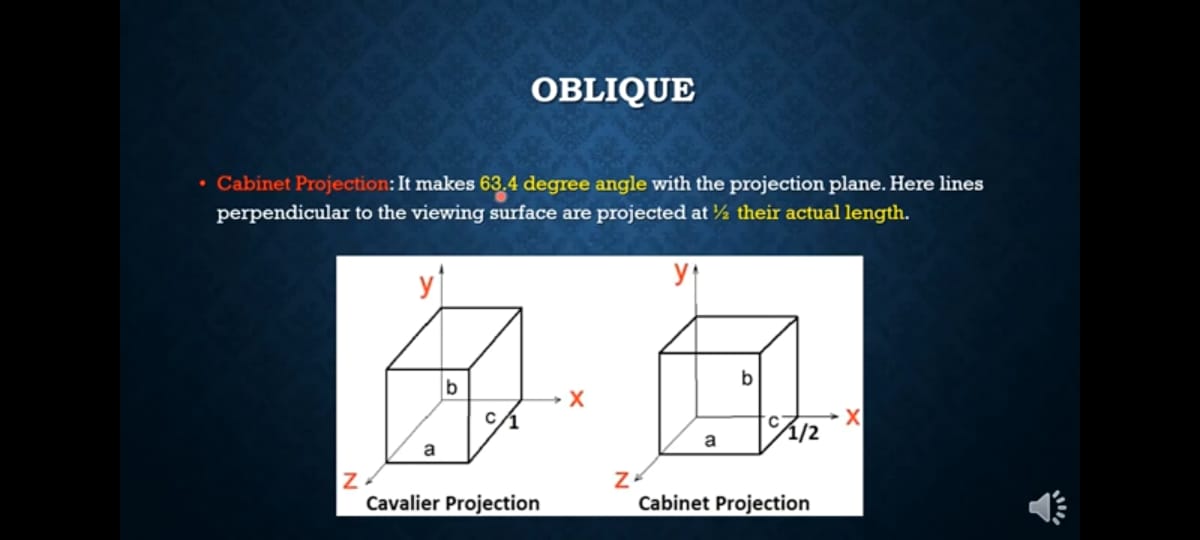 OBLIQUE
• Cabinet Projection: It makes 63.4 degree angle with the projection plane. Here lines
perpendicular to the viewing surface are projected at ½ their actual length.
y
b
x
c 1
a
z
Cavalier Projection
y
b
x
c 1/2
a
z
Cabinet Projection